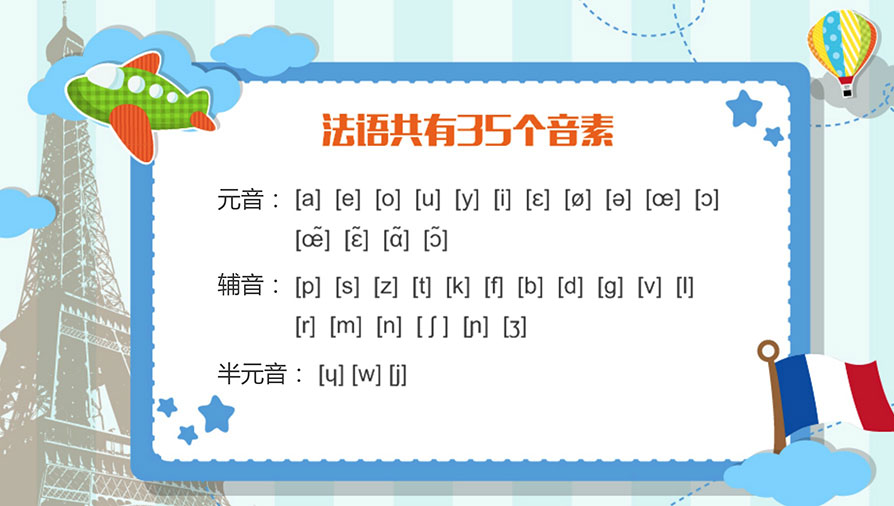 法语共有35个音素
元音： [a] [e] [o] [u] [y] [i] [ɛ] [ø] [ə] [œ] [ɔ]
[œ̃] [ɛ̃] [ɑ̃] [ɔ̃]
辅音： [p] [s] [z] [t] [k] [f] [b] [d] [g] [v] [l]
[r] [m] [n] [ʃ] [ɲ] [ʒ]
半元音： [ɥ] [w] [j]